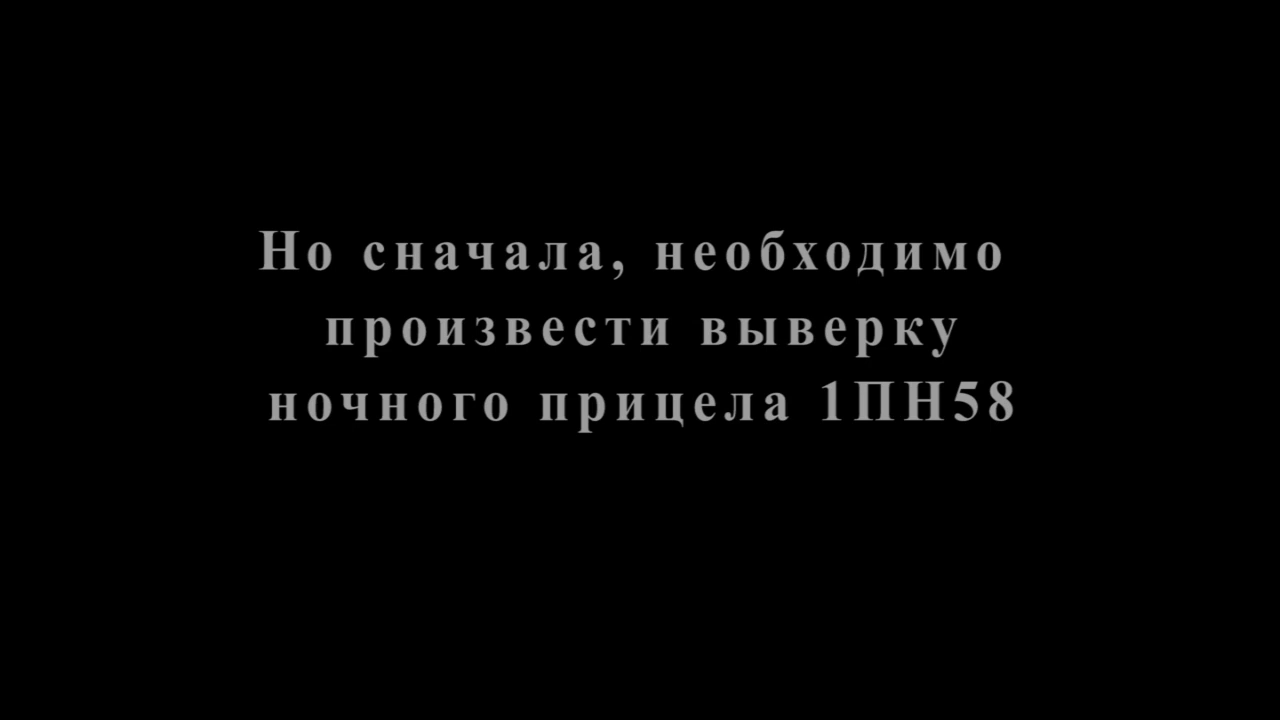 Но сначала, необходимо
произвести выверку
ночного прицела 1ПН58